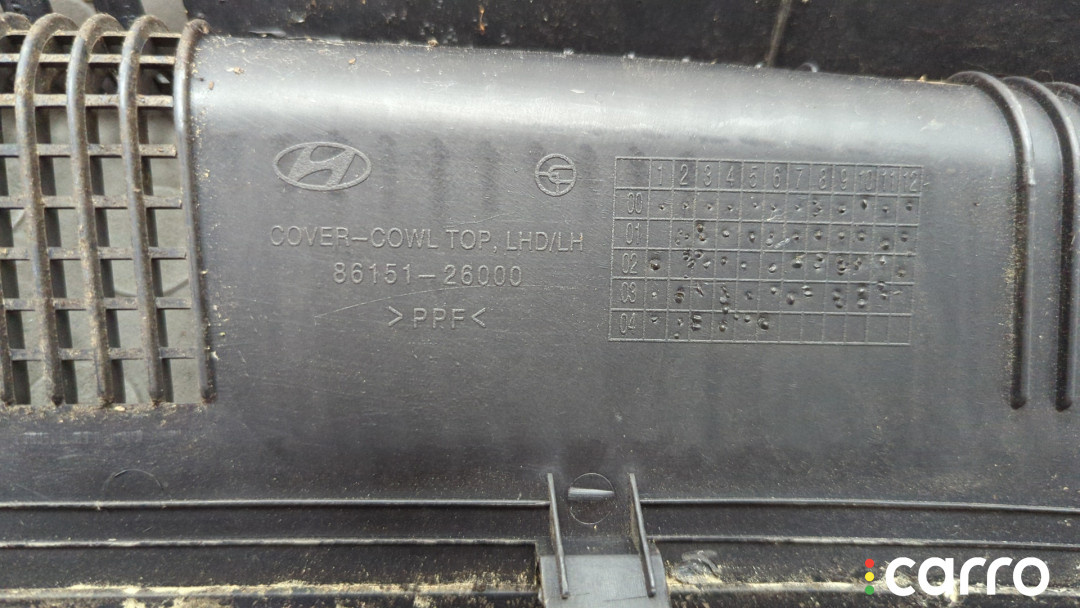 COVER-COWL TOP, LHD/LH
86151-26000
>PPF<
1 2 3 4 5 6 7 8 9 10 11 12
00
01
02
03
04
carro